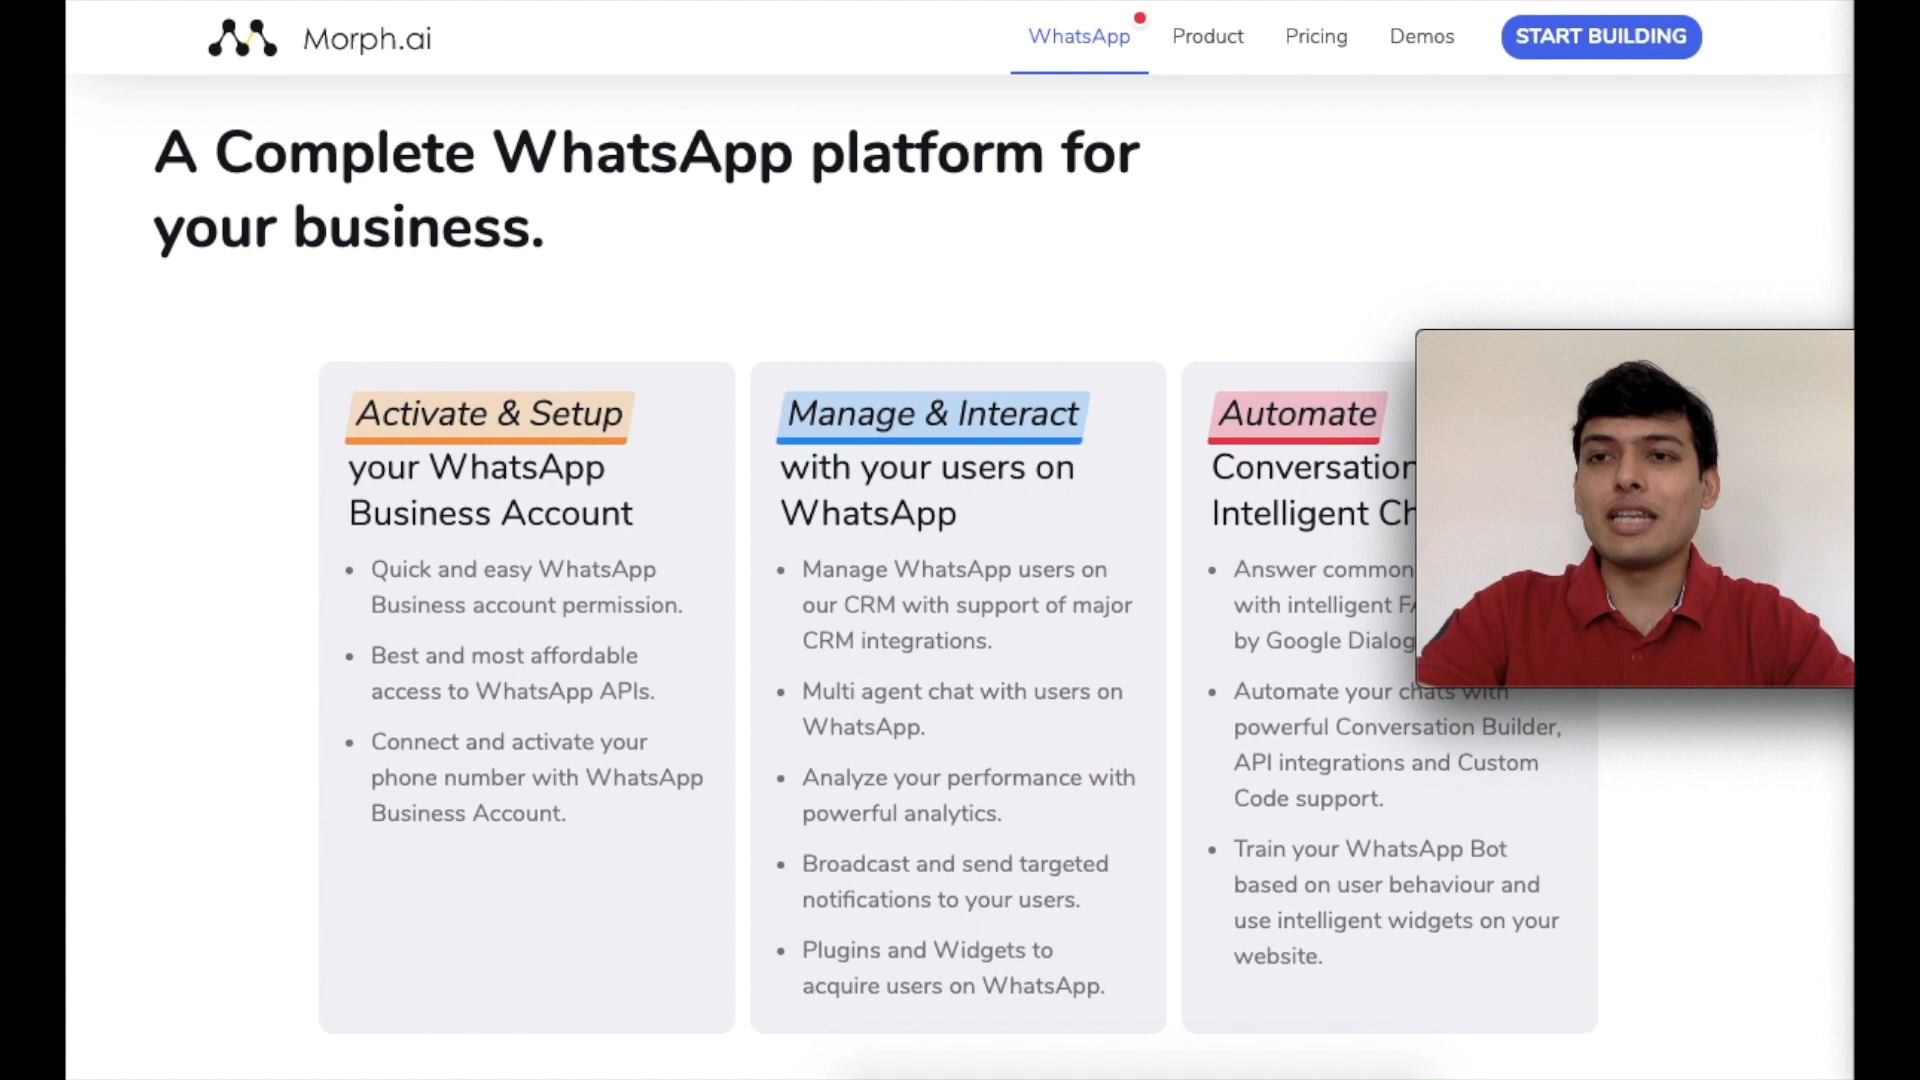 Morph.ai
WhatsApp
Product
Pricing
Demos
START BUILDING
A Complete WhatsApp platform for
your business.
Activate & Setup
your WhatsApp
Business Account
• Quick and easy WhatsApp
Business account permission.
• Best and most affordable
access to WhatsApp APIs.
• Connect and activate your
phone number with WhatsApp
Business Account.
Manage & Interact
with your users on
WhatsApp
• Manage WhatsApp users on
our CRM with support of major
CRM integrations.
• Multi agent chat with users on
WhatsApp.
• Analyze your performance with
powerful analytics.
• Broadcast and send targeted
notifications to your users.
• Plugins and Widgets to
acquire users on WhatsApp.
Automate
Conversation
Intelligent
• Answer common
with intelligent
by Google
• Automate your chats with
powerful Conversation Builder,
API integrations and Custom
Code support.
• Train your WhatsApp Bot
based on user behaviour and
use intelligent widgets on your
website.